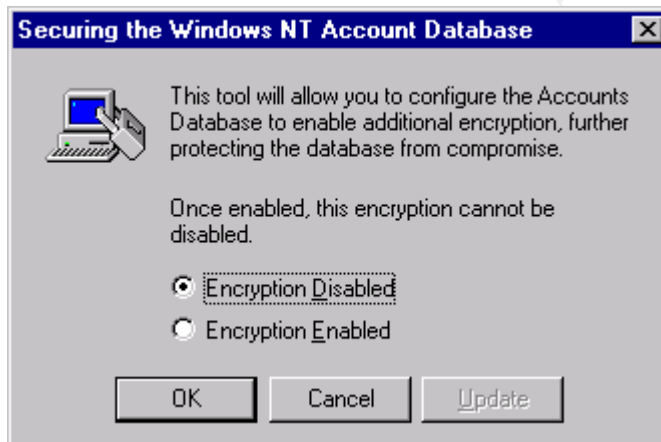 Securing the Windows NT Account Database
This tool will allow you to configure the Accounts
Database to enable additional encryption, further
protecting the database from compromise.
Once enabled, this encryption cannot be
disabled.
Encryption Disabled
Encryption Enabled
OK Cancel Update